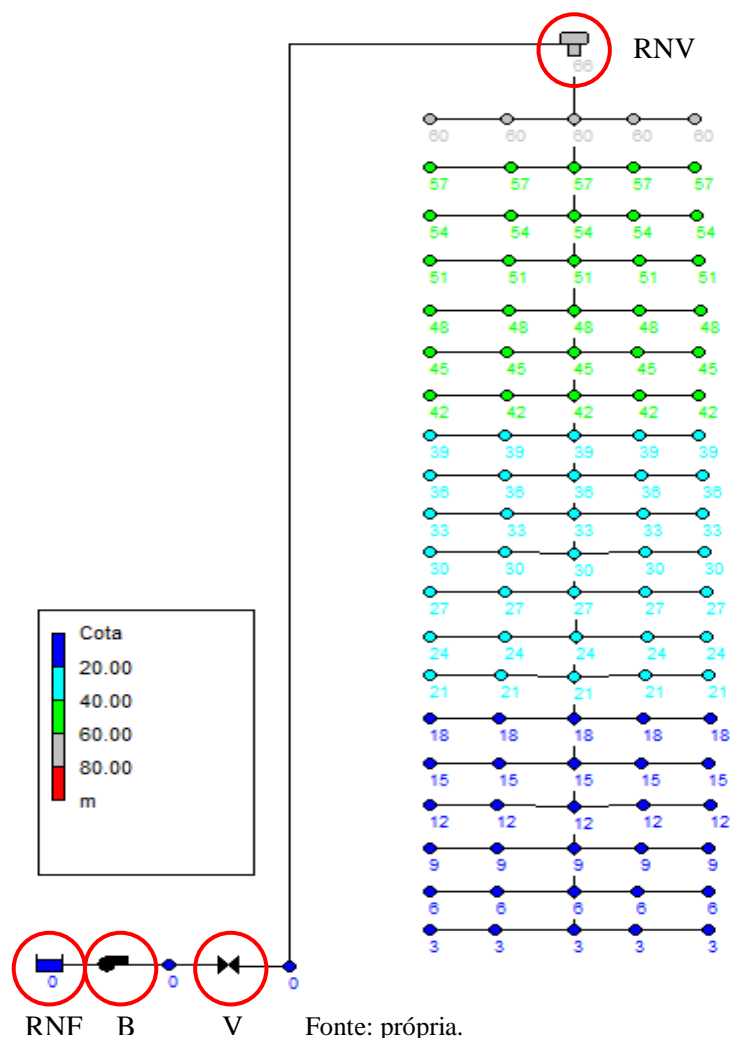 RNV
66
60 60 60 60 60
57 57 57 57 57
54 54 54 54 54
51 51 51 51 51
48 48 48 48 48
45 45 45 45 45
42 42 42 42 42
39 39 39 39 39
36 36 36 36 36
33 33 33 33 33
30 30 30 30 30
27 27 27 27 27
24 24 24 24 24
21 21 21 21 21
18 18 18 18 18
15 15 15 15 15
12 12 12 12 12
9 9 9 9 9
6 6 6 6 6
3 3 3 3 3
Cota
20.00
40.00
60.00
80.00
m
0 0 0
RNF B V Fonte: própria.